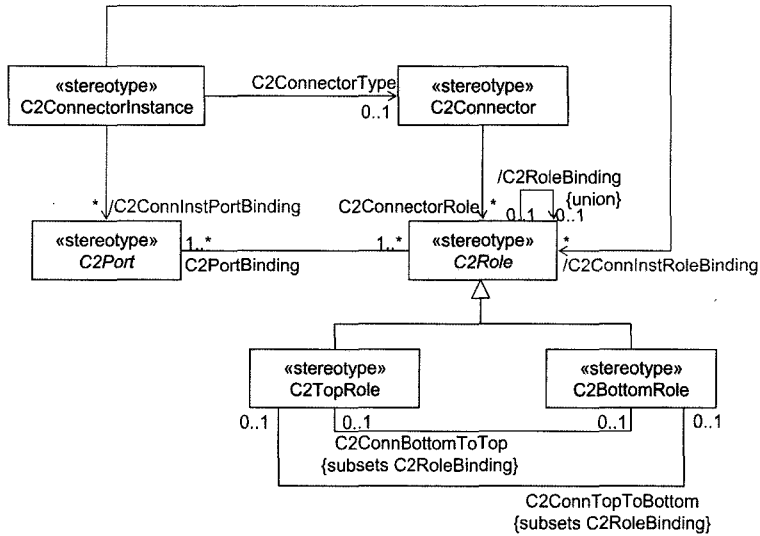 «stereotype»
C2ConnectorInstance
C2ConnectorType
0..1
«stereotype»
C2Connector
* /C2ConnInstPortBinding
C2ConnectorRole
*
/C2RoleBinding
{union}
0..1
0..1
«stereotype»
C2Port
1..*
C2PortBinding
1..*
«stereotype»
C2Role
*
/C2ConnInstRoleBinding
«stereotype»
C2TopRole
«stereotype»
C2BottomRole
0..1
0..1
0..1
0..1
C2ConnBottomToTop
{subsets C2RoleBinding}
C2ConnTopToBottom
{subsets C2RoleBinding}